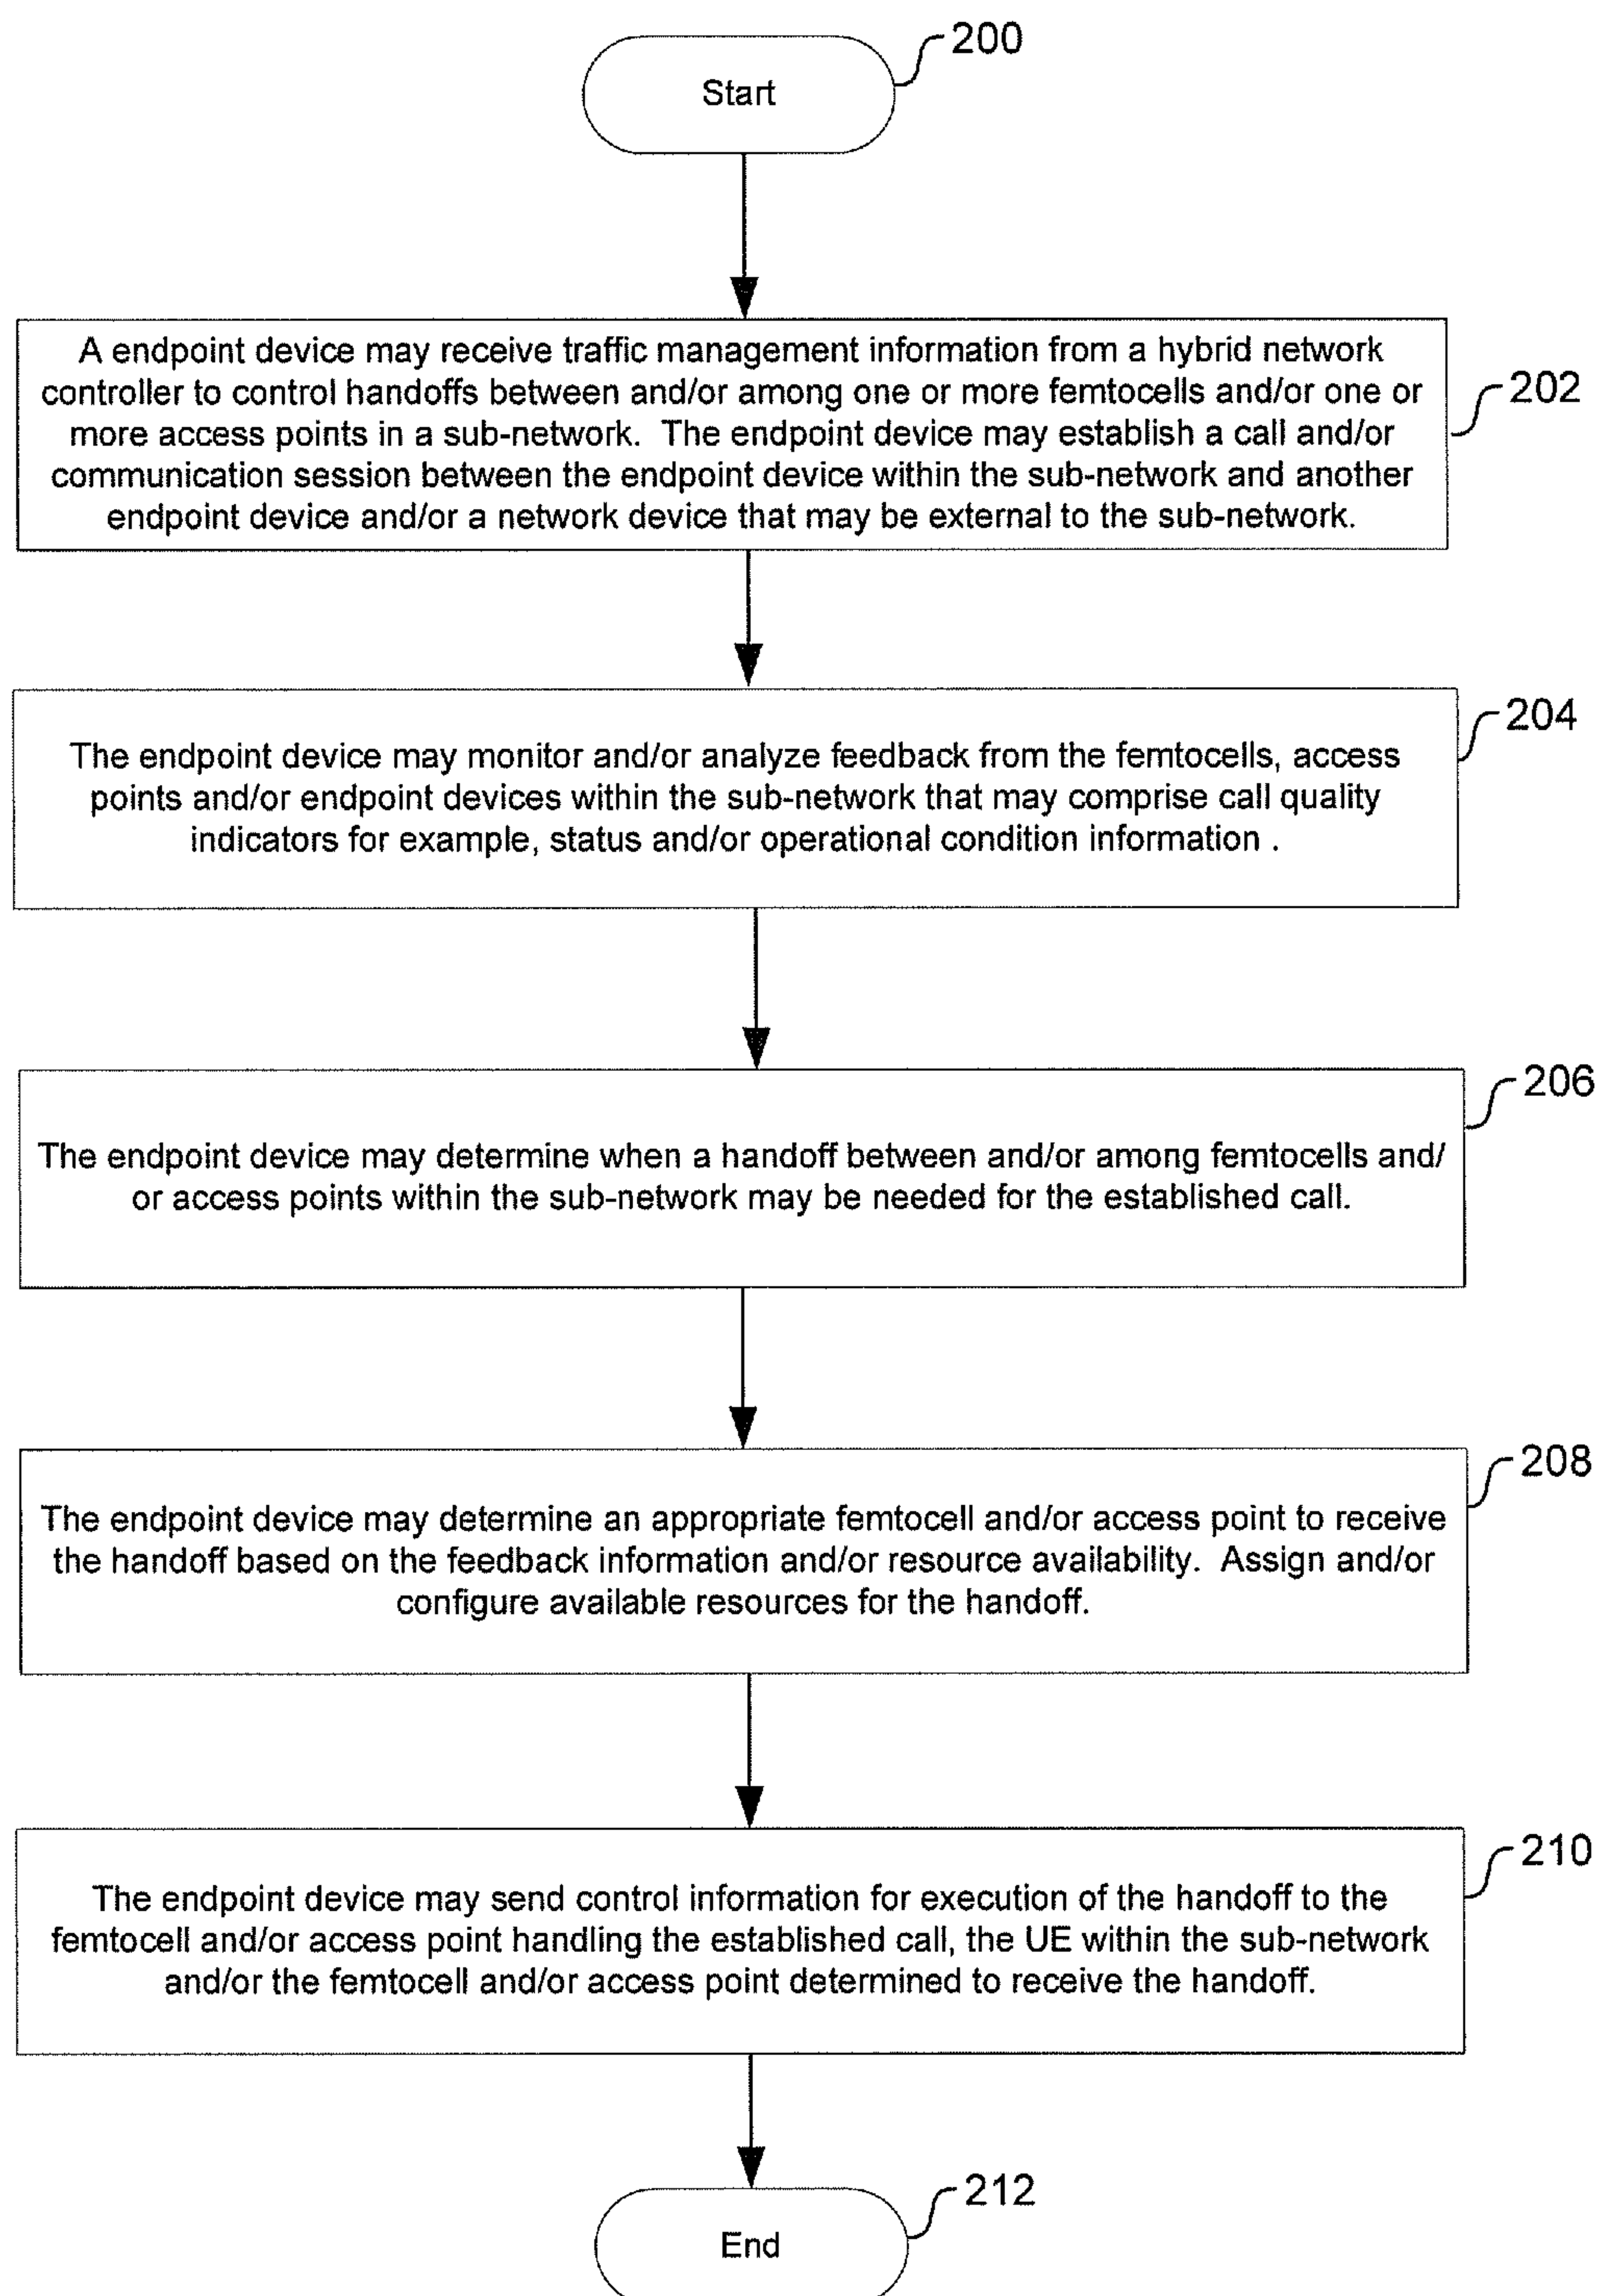 200
Start
A endpoint device may receive traffic management information from a hybrid network
controller to control handoffs between and/or among one or more femtocells and/or one or
more access points in a sub-network. The endpoint device may establish a call and/or
communication session between the endpoint device within the sub-network and another
endpoint device and/or a network device that may be external to the sub-network.
202
The endpoint device may monitor and/or analyze feedback from the femtocells, access
points and/or endpoint devices within the sub-network that may comprise call quality
indicators for example, status and/or operational condition information .
204
The endpoint device may determine when a handoff between and/or among femtocells and/
or access points within the sub-network may be needed for the established call.
206
The endpoint device may determine an appropriate femtocell and/or access point to receive
the handoff based on the feedback information and/or resource availability. Assign and/or
configure available resources for the handoff.
208
The endpoint device may send control information for execution of the handoff to the
femtocell and/or access point handling the established call, the UE within the sub-network
and/or the femtocell and/or access point determined to receive the handoff.
210
212
End